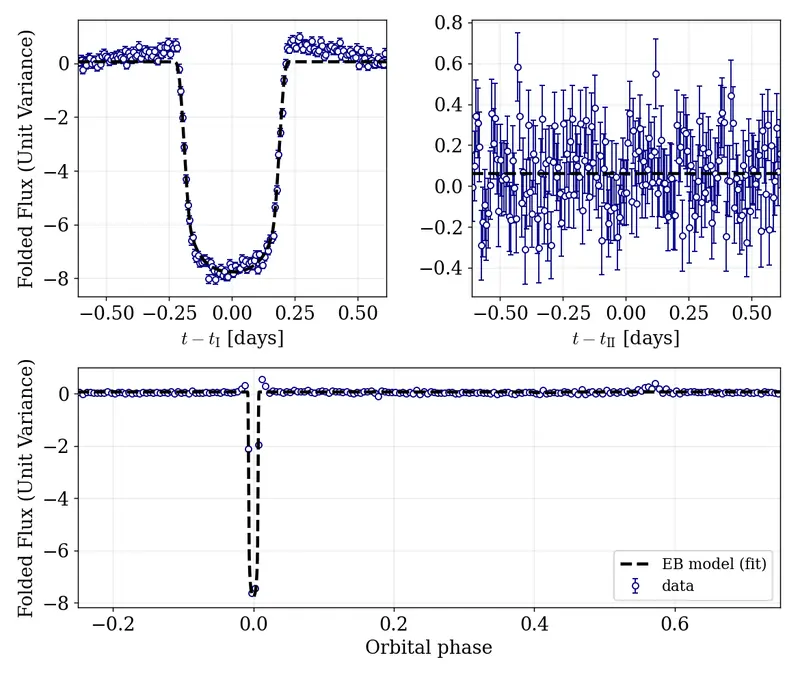 Folded Flux (Unit Variance)
0
−2
−4
−6
−8
−0.50 −0.25 0.00 0.25 0.50
t − tI [days]
0.8
0.6
0.4
0.2
0.0
−0.2
−0.4
−0.50 −0.25 0.00 0.25 0.50
t − tII [days]
Folded Flux (Unit Variance)
0
−2
−4
−6
−8
EB model (fit)
data
−0.2 0.0 0.2 0.4 0.6
Orbital phase